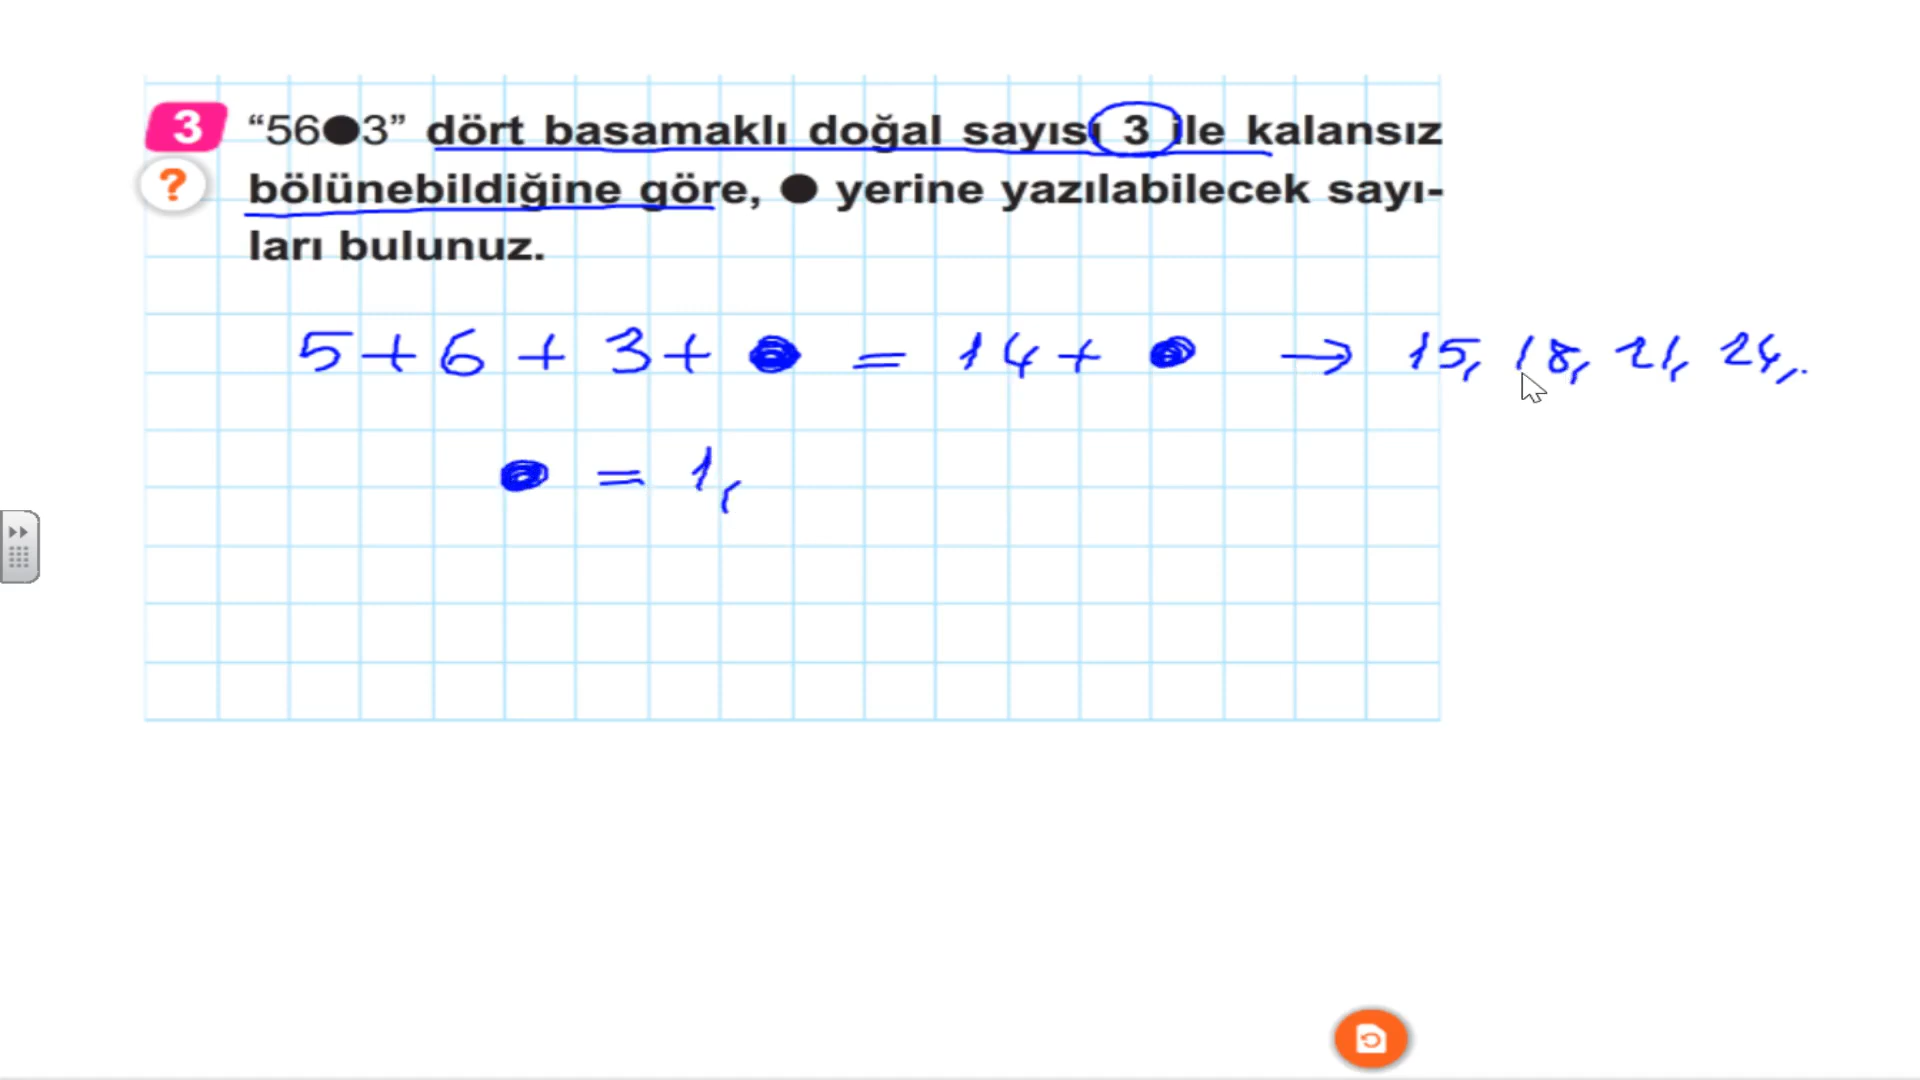 3 “56●3” dört basamaklı doğal sayısı 3 ile kalansız
? bölünebildiğine göre, ● yerine yazılabilecek sayı-
ları bulunuz.
5 + 6 + 3 + ● = 14 + ● → 15, 18, 21, 24, .
● = 1,